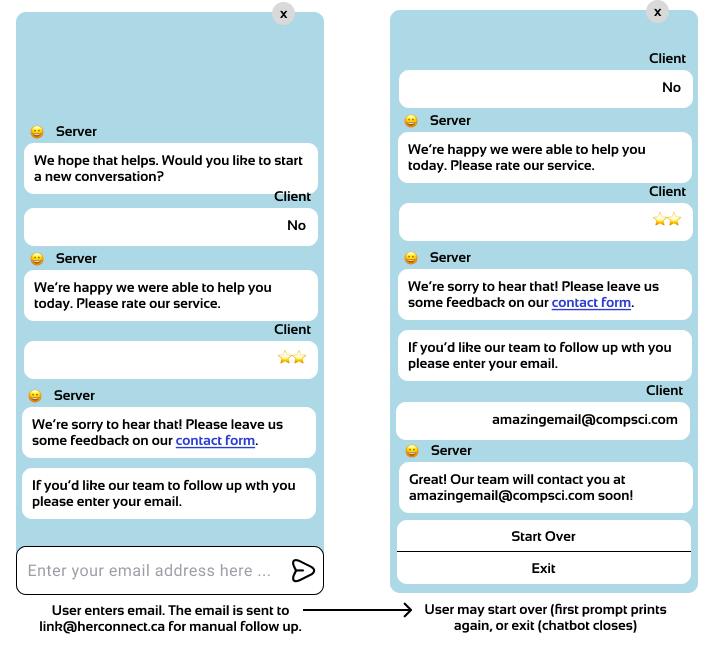 x
Server
We hope that helps. Would you like to start
a new conversation?
Client
No
Server
We're happy we were able to help you
today. Please rate our service.
Client
Server
We're sorry to hear that! Please leave us
some feedback on our contact form.
If you'd like our team to follow up wth you
please enter your email.
Enter your email address here ...
User enters email. The email is sent to
link@herconnect.ca for manual follow up.
x
Client
No
Server
We're happy we were able to help you
today. Please rate our service.
Client
Server
We're sorry to hear that! Please leave us
some feedback on our contact form.
If you'd like our team to follow up wth you
please enter your email.
Client
amazingemail@compsci.com
Server
Great! Our team will contact you at
amazingemail@compsci.com soon!
Start Over
Exit
User may start over (first prompt prints
again, or exit (chatbot closes)